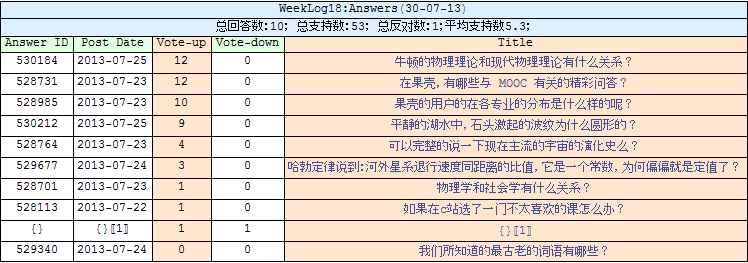 WeekLog18:Answers(30-07-13)
总回答数:10; 总支持数:53; 总反对数:1;平均支持数5.3;
Answer ID Post Date Vote-up Vote-down Title
530184 2013-07-25 12 0 牛顿的物理理论和现代物理理论有什么关系？
528731 2013-07-23 12 0 在果壳,有哪些与 MOOC 有关的精彩问答？
528985 2013-07-23 10 0 果壳的用户的在各专业的分布是什么样的呢？
530212 2013-07-25 9 0 平静的湖水中,石头激起的波纹为什么圆形的？
528764 2013-07-23 4 0 可以完整的说一下现在主流的宇宙的演化史么？
529677 2013-07-24 3 0 哈勃定律说到:河外星系退行速度同距离的比值,它是一个常数,为何偏偏就是定值了？
528701 2013-07-23 1 0 物理学和社会学有什么关系？
528113 2013-07-22 1 0 如果在c站选了一门不太喜欢的课怎么办？
{} {}〚1〛 1 1 {}〚1〛
529340 2013-07-24 0 0 我们所知道的最古老的词语有哪些？